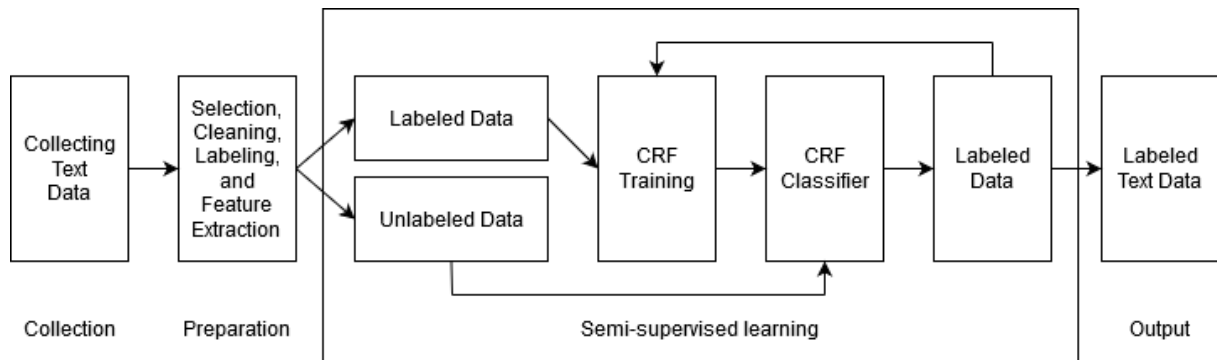 Collecting
Text
Data
Selection,
Cleaning,
Labeling,
and
Feature
Extraction
Labeled Data
Unlabeled Data
CRF
Training
CRF
Classifier
Labeled
Data
Labeled
Text Data
Collection
Preparation
Semi-supervised learning
Output